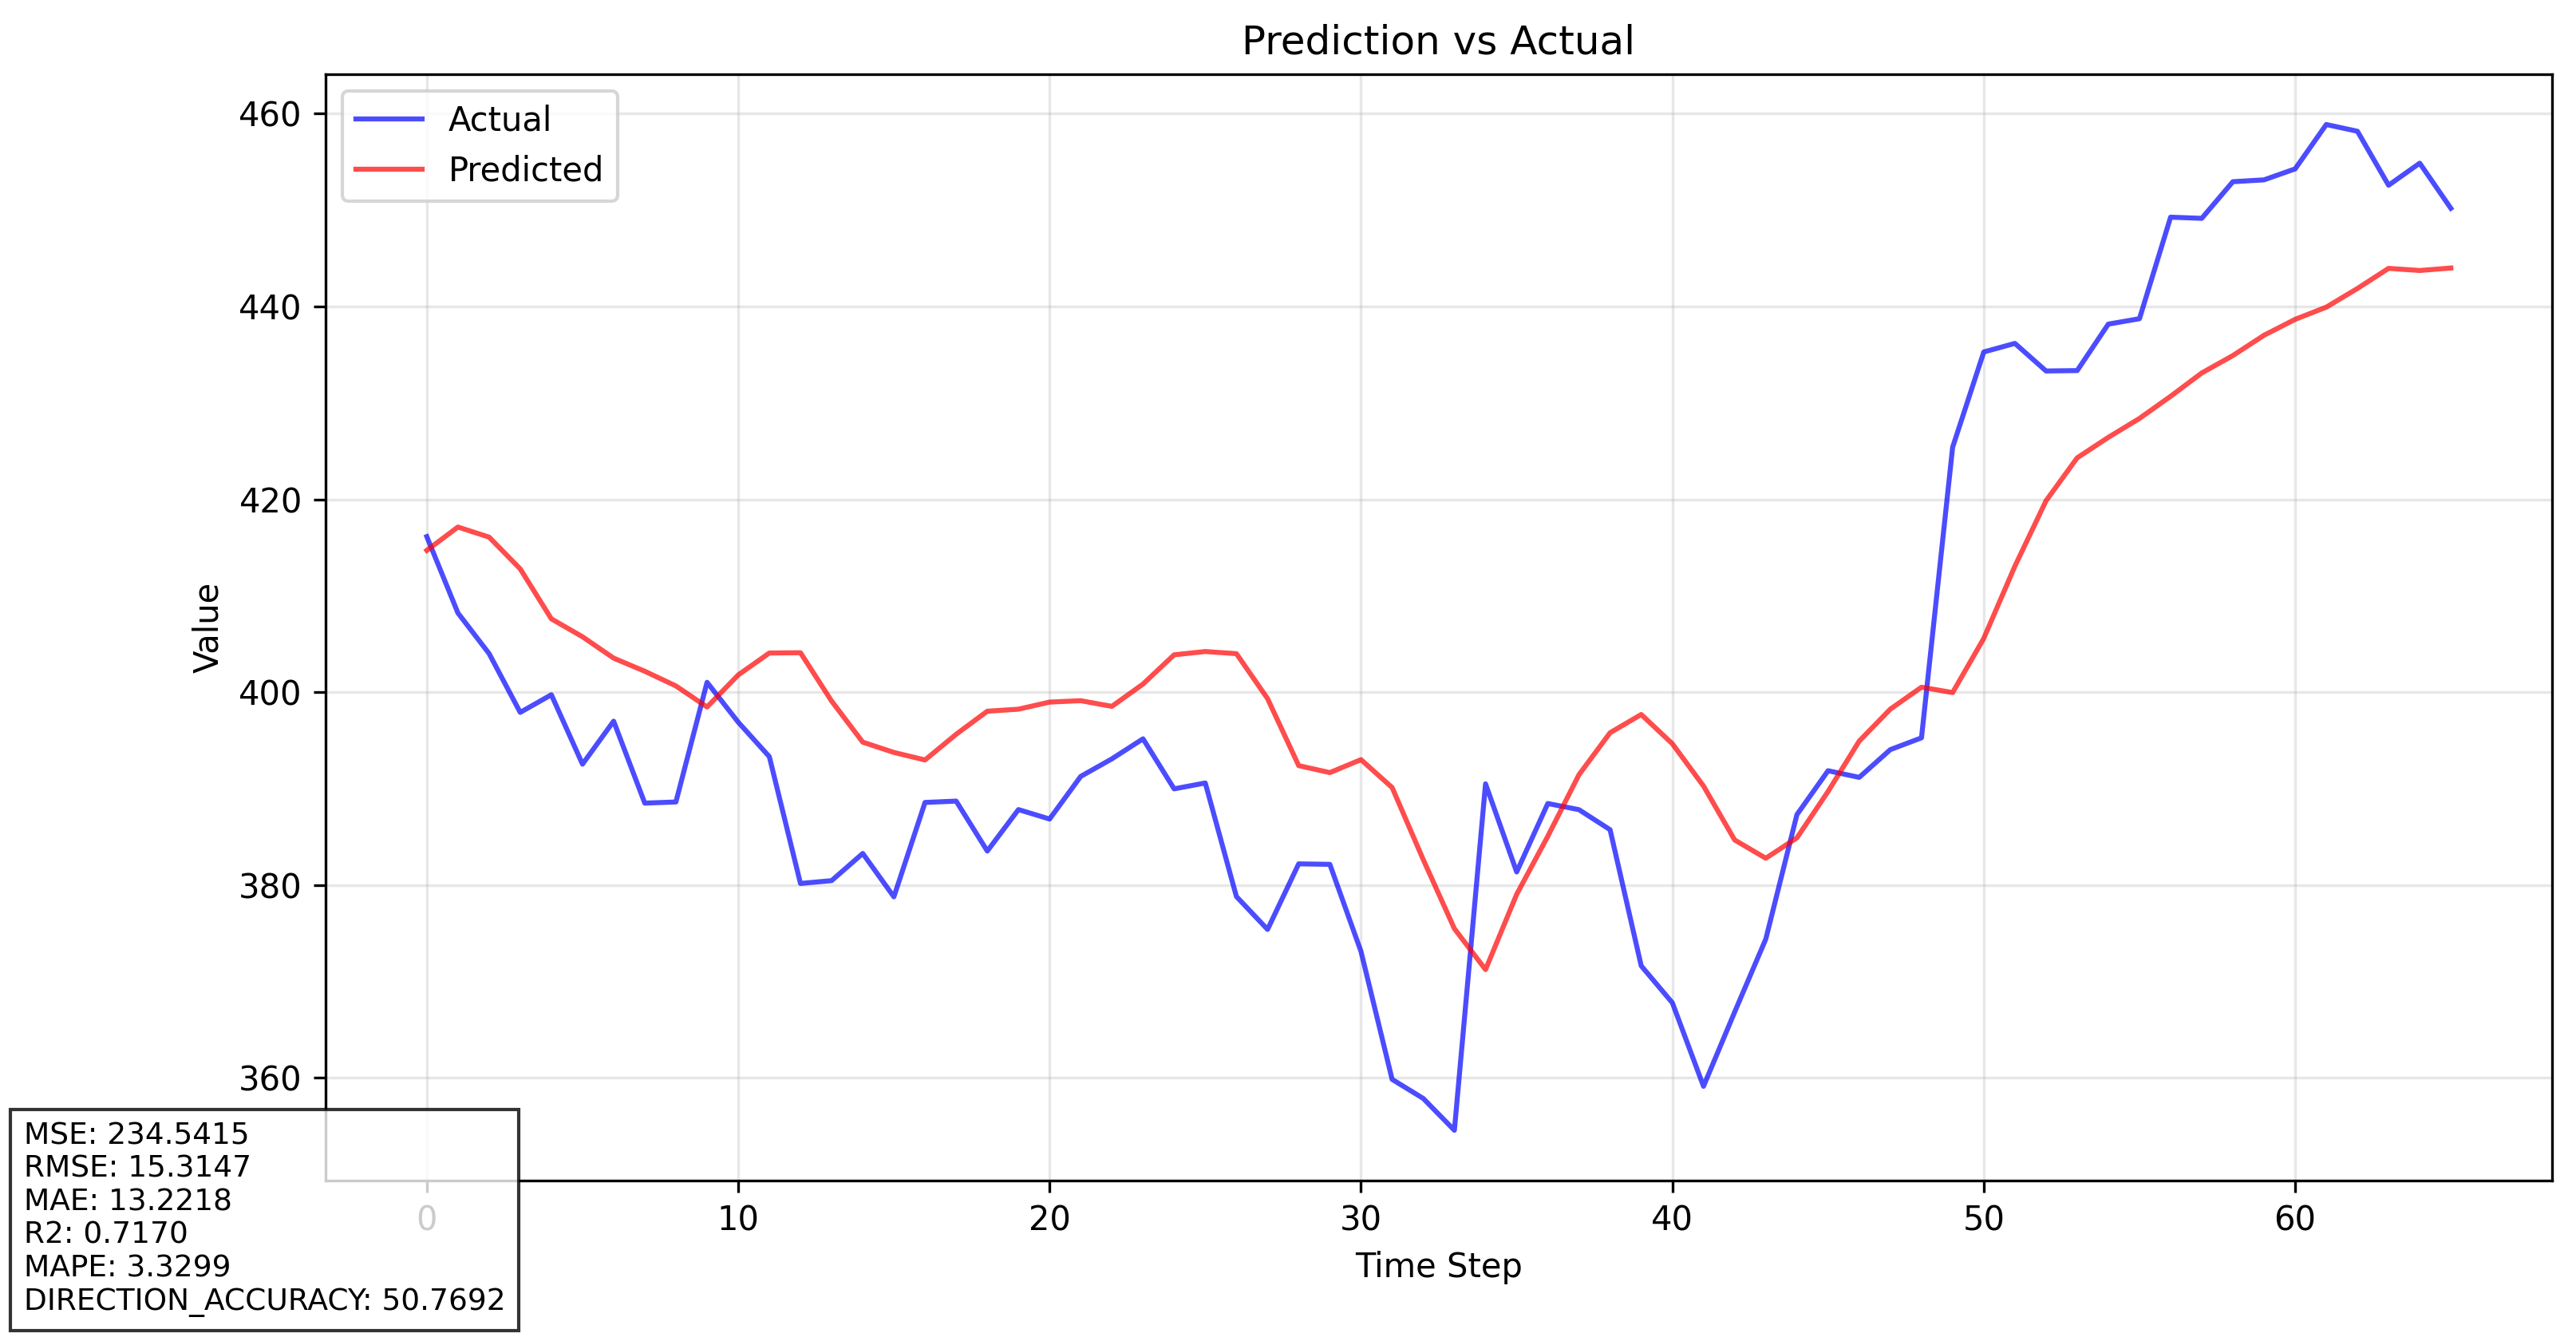 Prediction vs Actual
Actual
Predicted
460
440
420
400
380
360
Value
0
10
20
30
40
50
60
Time Step
MSE: 234.5415
RMSE: 15.3147
MAE: 13.2218
R2: 0.7170
MAPE: 3.3299
DIRECTION_ACCURACY: 50.7692